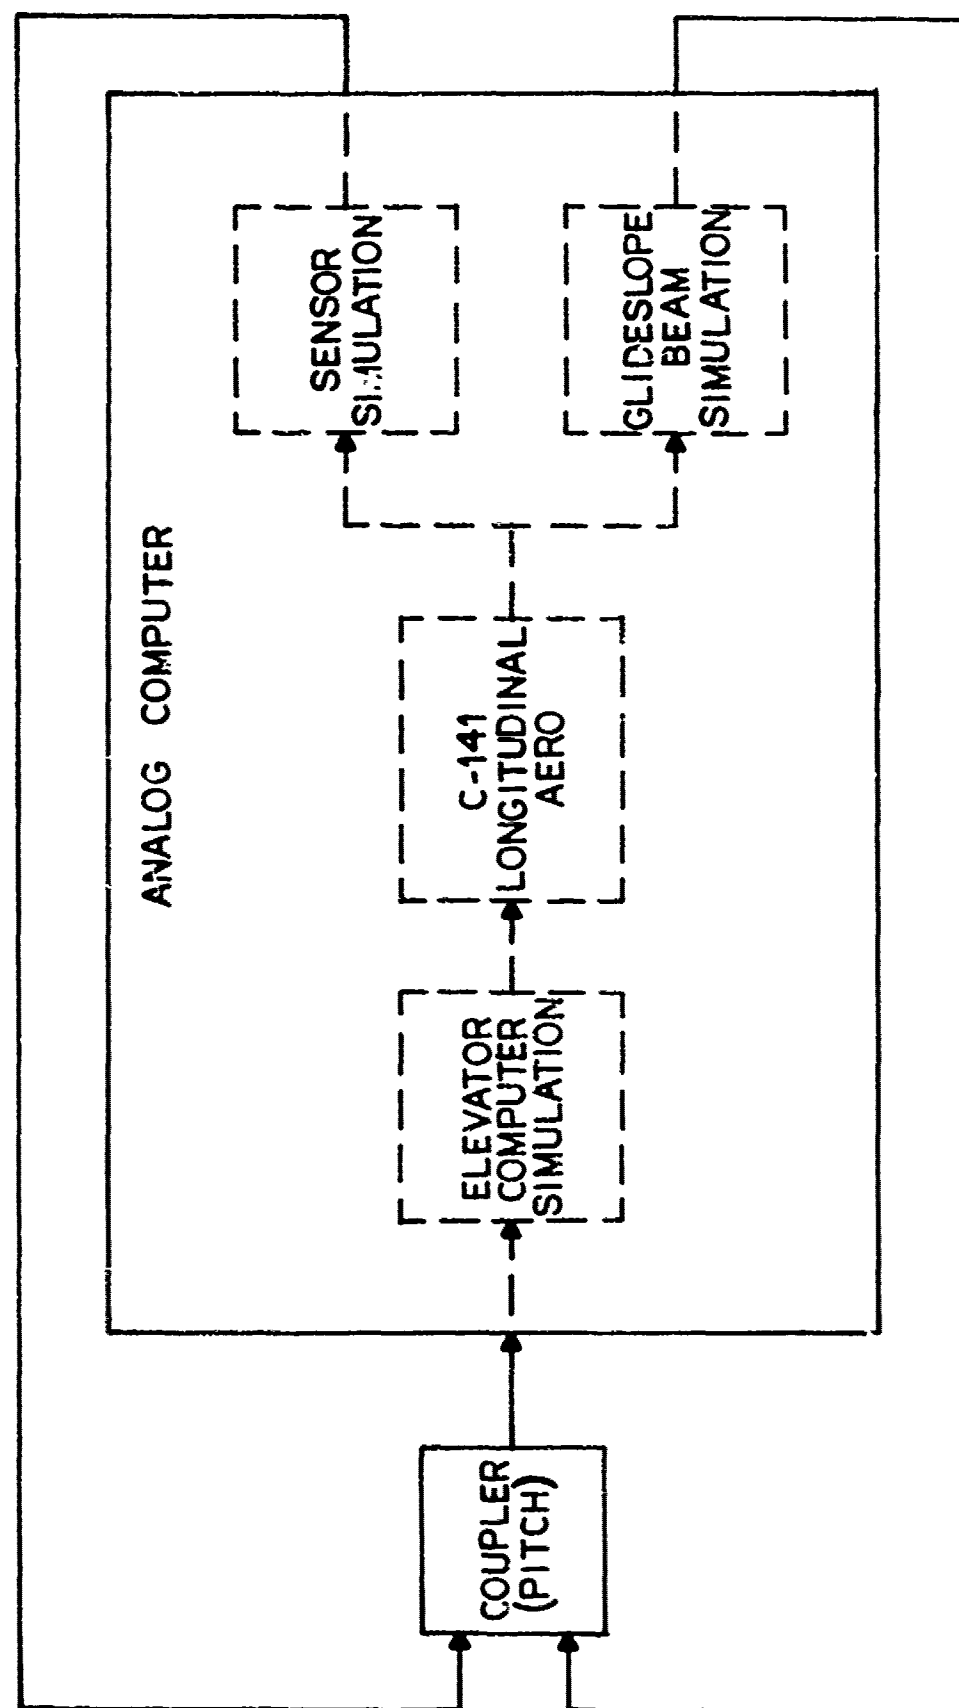 ANALOG COMPUTER
COUPLER
(PITCH)
ELEVATOR
COMPUTER
SIMULATION
C-141
LONGITUDINAL
AERO
SENSOR
SIMULATION
GLIDESLOPE
BEAM
SIMULATION